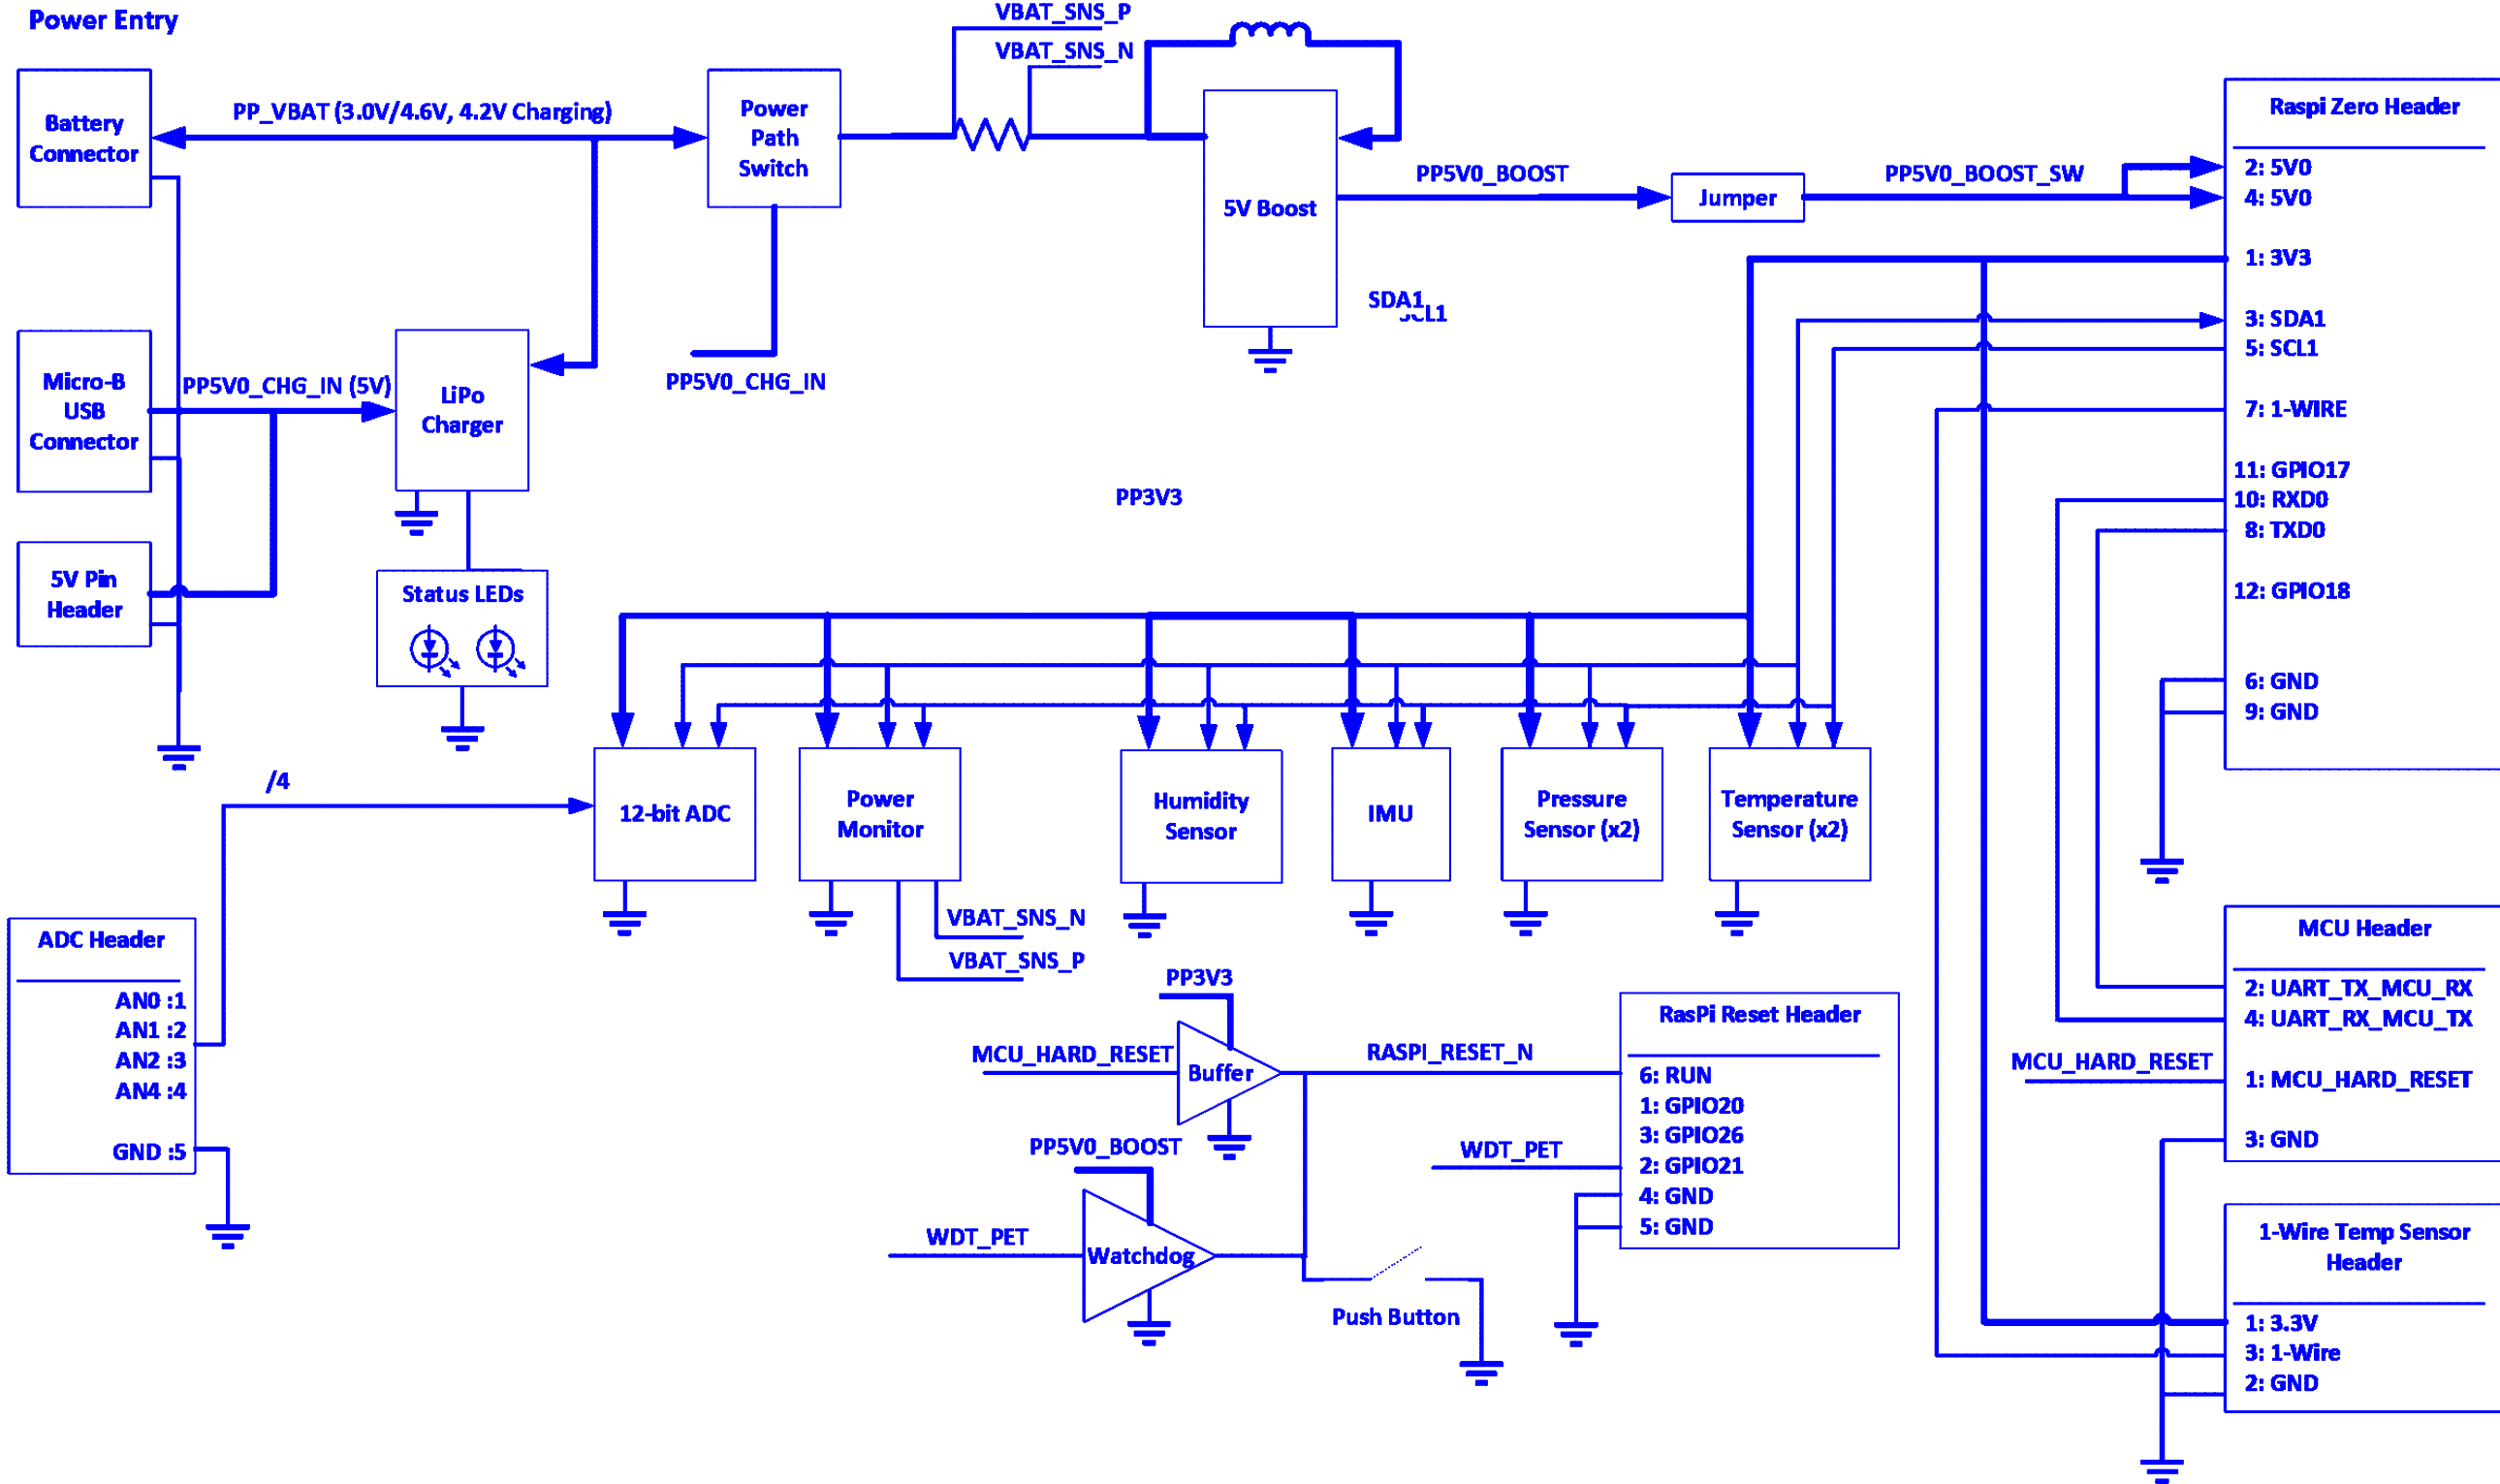 Power Entry
VBAT_SNS_P
VBAT_SNS_N
Battery
Connector
PP_VBAT (3.0V/4.6V, 4.2V Charging)
Power
Path
Switch
5V Boost
PP5V0_BOOST
Jumper
PP5V0_BOOST_SW
Raspi Zero Header
2: 5V0
4: 5V0
1: 3V3
3: SDA1
5: SCL1
7: 1-WIRE
11: GPIO17
10: RXD0
8: TXD0
12: GPIO18
6: GND
9: GND
SDA1
SCL1
Micro-B
USB
Connector
PP5V0_CHG_IN (5V)
LiPo
Charger
PP5V0_CHG_IN
PP3V3
5V Pin
Header
Status LEDs
/4
12-bit ADC
Power
Monitor
Humidity
Sensor
IMU
Pressure
Sensor (x2)
Temperature
Sensor (x2)
VBAT_SNS_N
VBAT_SNS_P
ADC Header
AN0 :1
AN1 :2
AN2 :3
AN4 :4
GND :5
PP3V3
MCU_HARD_RESET
Buffer
RASPI_RESET_N
PP5V0_BOOST
WDT_PET
Watchdog
Push Button
RasPi Reset Header
6: RUN
1: GPIO20
3: GPIO26
2: GPIO21
4: GND
5: GND
WDT_PET
MCU Header
2: UART_TX_MCU_RX
4: UART_RX_MCU_TX
MCU_HARD_RESET
1: MCU_HARD_RESET
3: GND
1-Wire Temp Sensor
Header
1: 3.3V
3: 1-Wire
2: GND